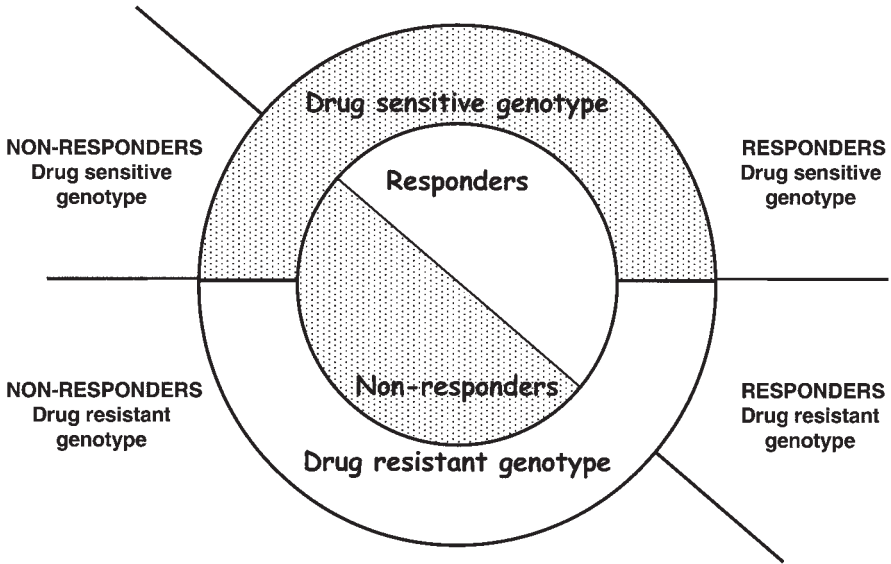 Drug sensitive genotype
NON-RESPONDERS
Drug sensitive
genotype
Responders
RESPONDERS
Drug sensitive
genotype
NON-RESPONDERS
Drug resistant
genotype
Non-responders
RESPONDERS
Drug resistant
genotype
Drug resistant genotype